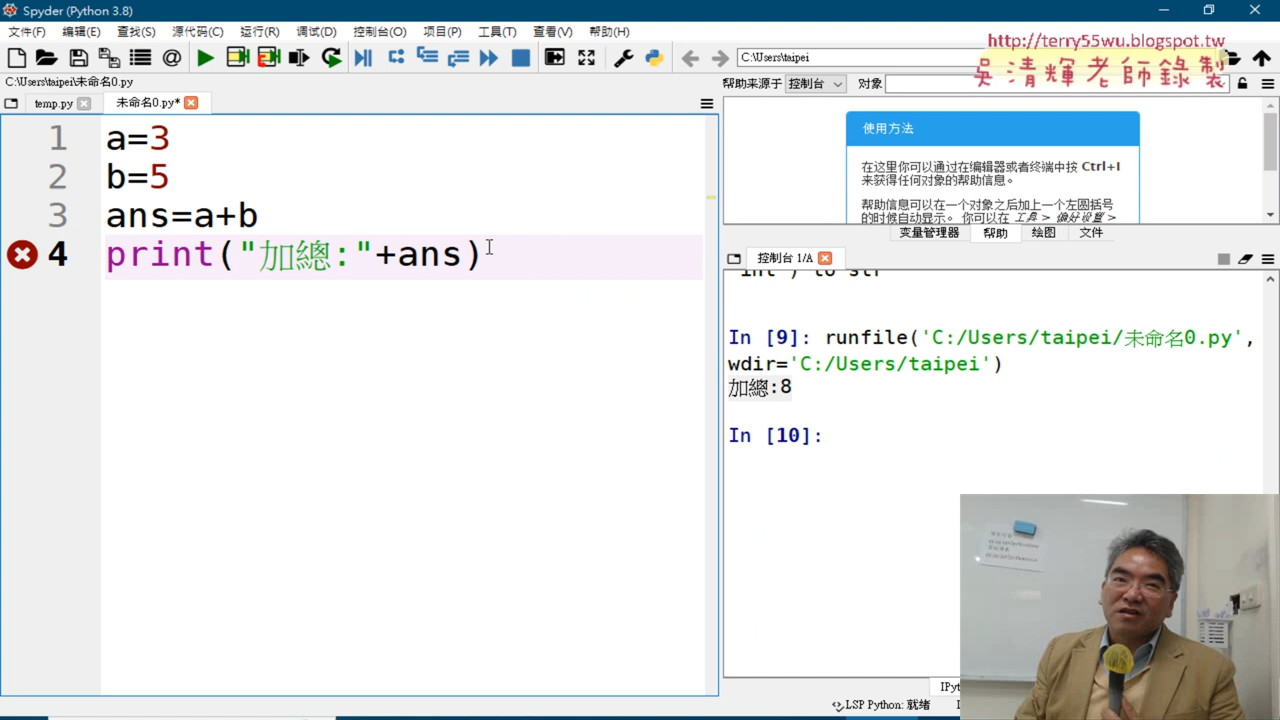 Spyder (Python 3.8)
文件(F) 编辑(E) 查找(S) 源代码(C) 运行(R) 调试(D) 控制台(O) 项目(P) 工具(T) 查看(V) 帮助(H)
http://terry55wu.blogspot.tw
吳清輝老師錄製
C:\Users\taipei
C:\Users\taipei\未命名0.py
帮助来源于 控制台 对象
temp.py 未命名0.py*
1 a=3
2 b=5
3 ans=a+b
4 print("加總:"+ans)
使用方法
在这里你可以通过在编辑器或者终端中按 Ctrl+I
来获得任何对象的帮助信息。
帮助信息可以在一个对象之后加上一个左圆括号
的时候自动显示。 你可以在 工具 > 偏好设置 >
变量管理器 帮助 绘图 文件
控制台 1/A
int") to str
In [9]: runfile('C:/Users/taipei/未命名0.py',
wdir='C:/Users/taipei')
加總:8
In [10]:
IPyt
LSP Python: 就绪